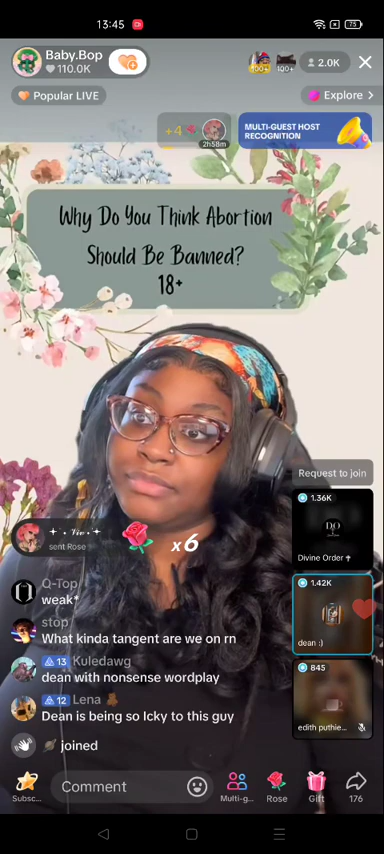 13:45
75
Baby.Bop
110.0K
100+
100+
2.0K
Popular LIVE
Explore >
+4
2h58m
MULTI-GUEST HOST
RECOGNITION
Why Do You Think Abortion
Should Be Banned?
18+
Request to join
1.36K
DO
Divine Order
sent Rose
x6
1.42K
dean :)
Q-Top
weak*
stop
What kinda tangent are we on rn
13 Kuledawg
dean with nonsense wordplay
845
edith puthie...
12 Lena
Dean is being so Icky to this guy
joined
Subsc...
Comment
Multi-g...
Rose
Gift
176